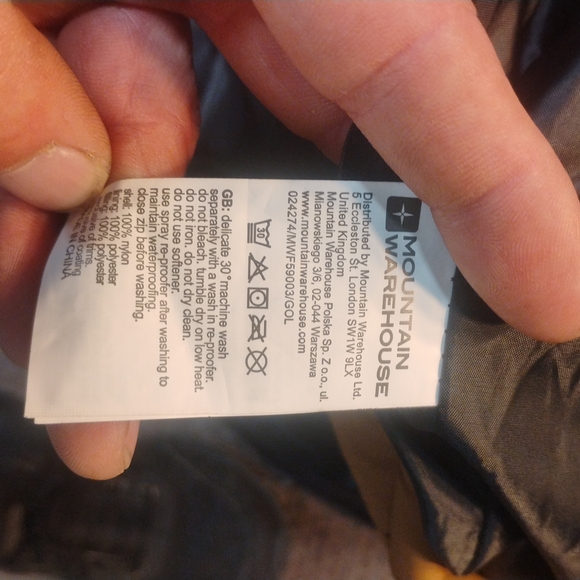 MOUNTAIN
WAREHOUSE
Distributed by Mountain Warehouse Ltd.
5 Eccleston St. London SW1W 9LX
United Kingdom
Mountain Warehouse Polska Sp. Z o.o., ul.
Mianowskiego 3/6, 02-044 Warszawa
www.mountainwarehouse.com
024274/MWF59003/GOL
30°
GB: delicate 30° machine wash
separately with a wash in re-proofer.
do not bleach. tumble dry on low heat.
do not iron. do not dry clean.
do not use softener.
use spray re-proofer after washing to
maintain waterproofing.
close zip before washing.
shell: 100% nylon
lining: 100% polyester
100% polyester
of coating
CHINA